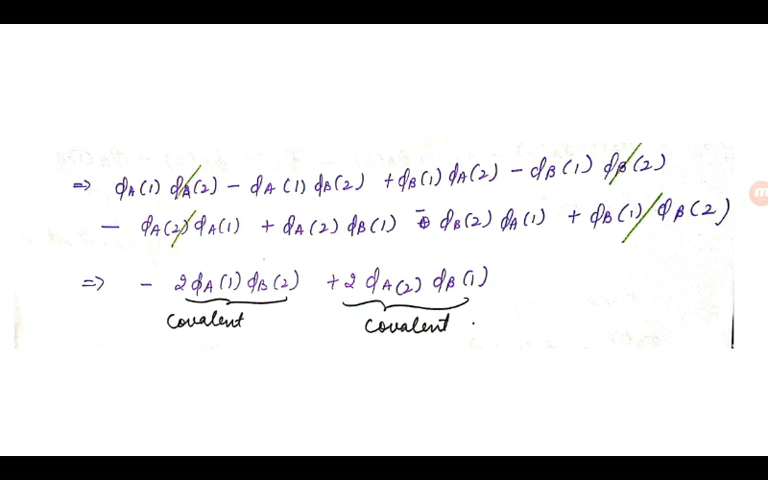 ⇒ ϕA(1) ϕA(2) − ϕA(1) ϕB(2) + ϕB(1) ϕA(2) − ϕB(1) ϕB(2)
− ϕA(2) ϕA(1) + ϕA(2) ϕB(1) − ϕB(2) ϕA(1) + ϕB(1) ϕB(2)
⇒ − 2ϕA(1) ϕB(2) + 2 ϕA(2) ϕB(1)
covalent covalent.